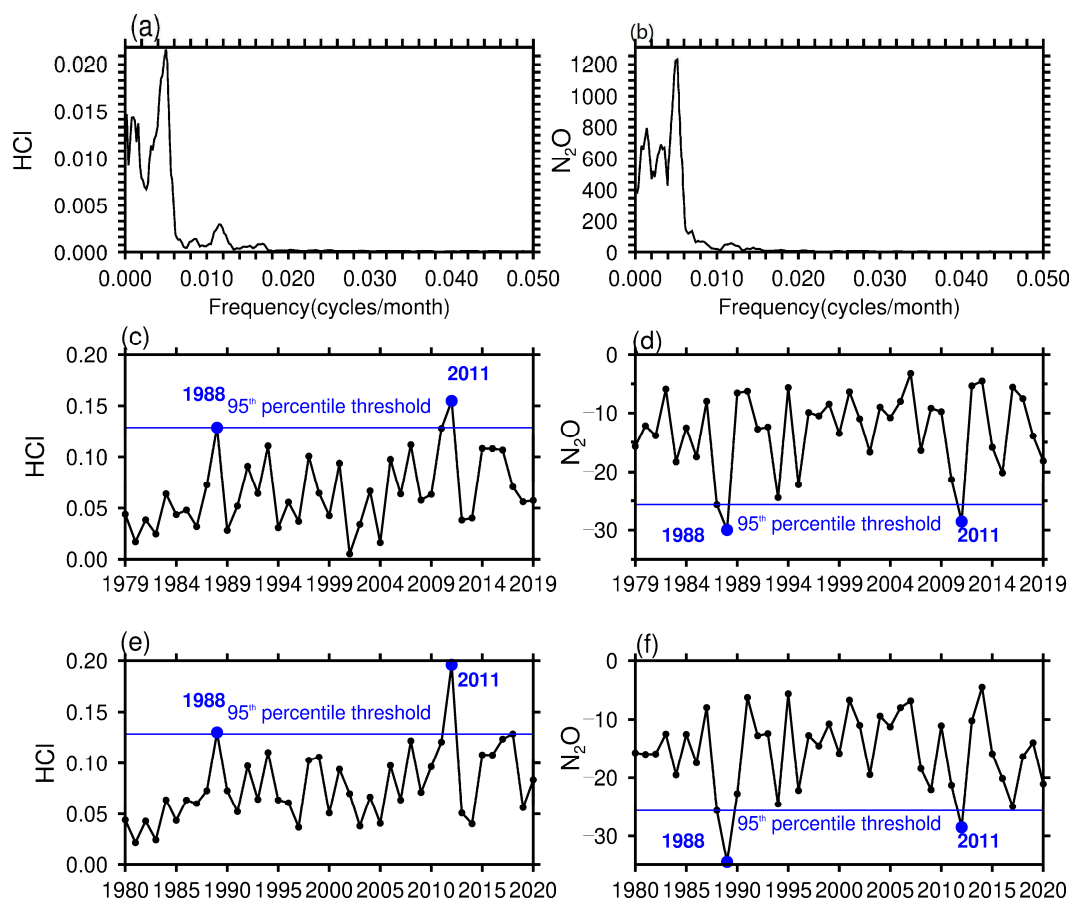 (a)
HCl
0.020
0.015
0.010
0.005
0.000
0.000 0.010 0.020 0.030 0.040 0.050
Frequency(cycles/month)
(b)
N₂O
1200
1000
800
600
400
200
0
0.000 0.010 0.020 0.030 0.040 0.050
Frequency(cycles/month)
(c)
HCl
0.20
0.15
0.10
0.05
0.00
1988
2011
95th percentile threshold
1979 1984 1989 1994 1999 2004 2009 2014 2019
(d)
N₂O
0
−10
−20
−30
1988
95th percentile threshold
2011
1979 1984 1989 1994 1999 2004 2009 2014 2019
(e)
HCl
0.20
0.15
0.10
0.05
0.00
1988
2011
95th percentile threshold
1980 1985 1990 1995 2000 2005 2010 2015 2020
(f)
N₂O
0
−10
−20
−30
1988
95th percentile threshold
2011
1980 1985 1990 1995 2000 2005 2010 2015 2020